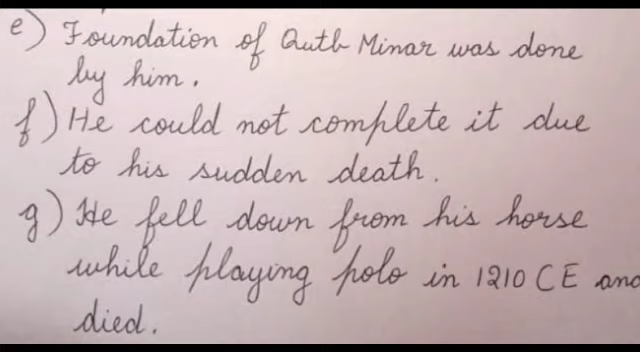 e) Foundation of Qutb Minar was done
by him.
f) He could not complete it due
to his sudden death.
g) He fell down from his horse
while playing polo in 1210 CE and
died.